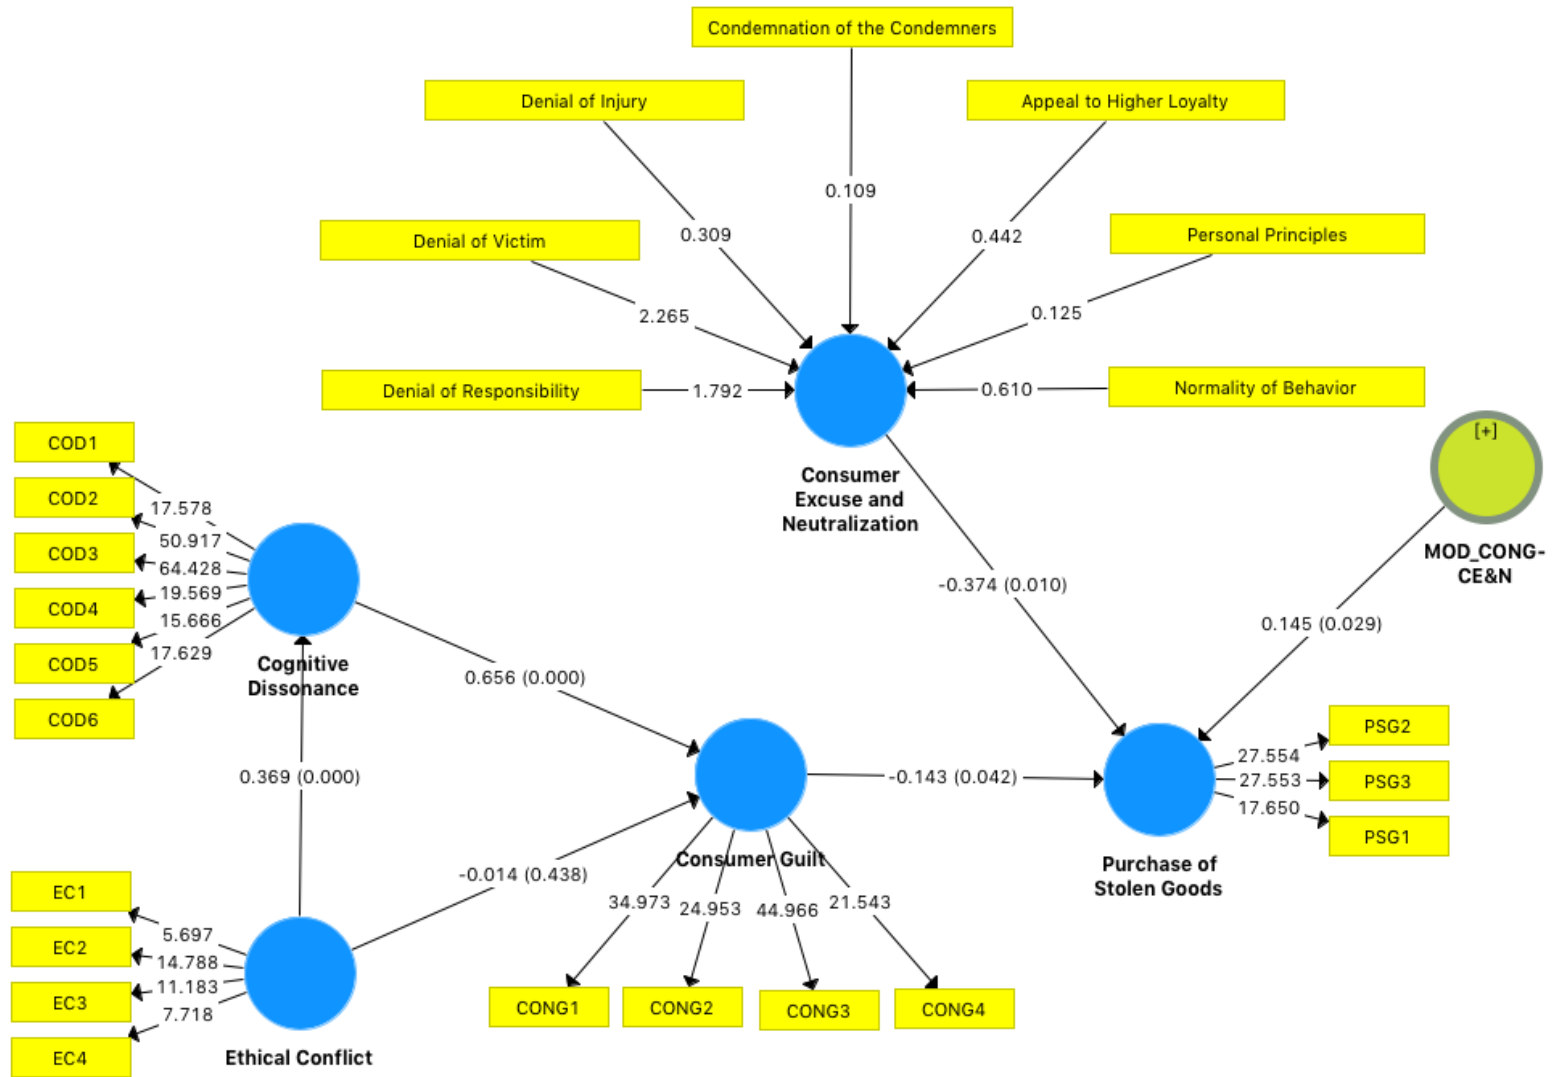 Condemnation of the Condemners
Denial of Injury
Appeal to Higher Loyalty
0.109
0.309
0.442
Denial of Victim
Personal Principles
2.265
0.125
Denial of Responsibility
1.792
0.610
Normality of Behavior
Consumer
Excuse and
Neutralization
[+]
MOD_CONG-
CE&N
COD1
COD2
COD3
COD4
COD5
COD6
17.578
50.917
64.428
19.569
15.666
17.629
Cognitive
Dissonance
-0.374 (0.010)
0.145 (0.029)
0.656 (0.000)
0.369 (0.000)
-0.143 (0.042)
-0.014 (0.438)
PSG2
PSG3
PSG1
27.554
27.553
17.650
Purchase of
Stolen Goods
Consumer Guilt
34.973
24.953
44.966
21.543
CONG1
CONG2
CONG3
CONG4
EC1
EC2
EC3
EC4
5.697
14.788
11.183
7.718
Ethical Conflict